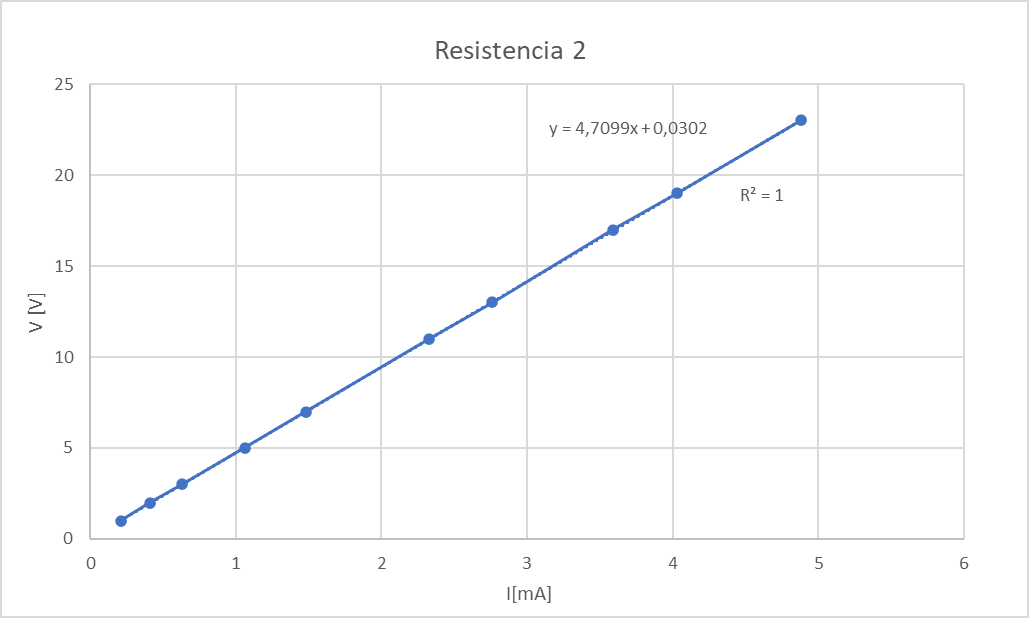 Resistencia 2
25
20
15
10
5
0
V [V]
y = 4,7099x + 0,0302
R² = 1
0 1 2 3 4 5 6
I[mA]